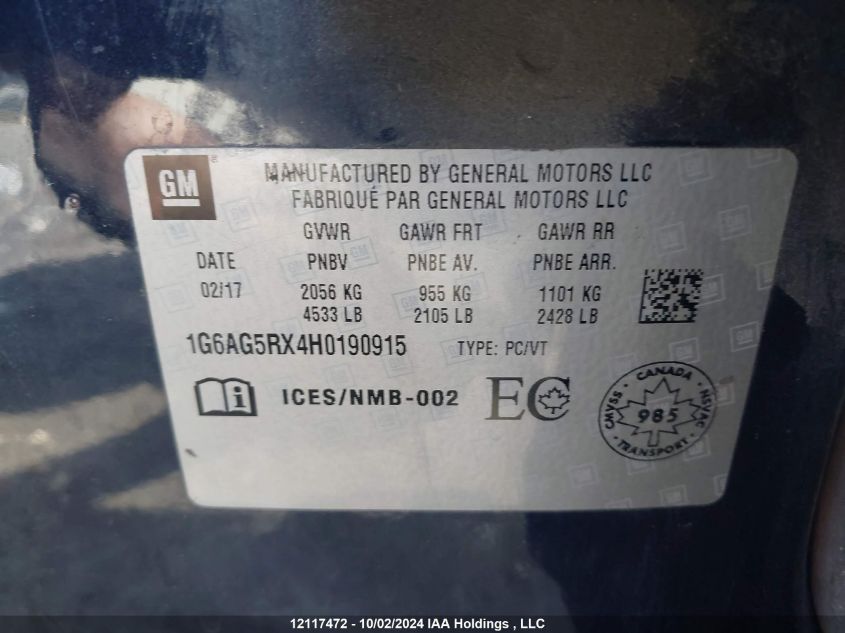 GM
MANUFACTURED BY GENERAL MOTORS LLC
FABRIQUÉ PAR GENERAL MOTORS LLC
GVWR GAWR FRT GAWR RR
DATE PNBV PNBE AV. PNBE ARR.
02/17 2056 KG 955 KG 1101 KG
4533 LB 2105 LB 2428 LB
1G6AG5RX4H0190915 TYPE: PC/VT
i ICES/NMB-002 EC
CANADA
CMVSS 985 NSVAC
TRANSPORT
12117472 - 10/02/2024 IAA Holdings , LLC